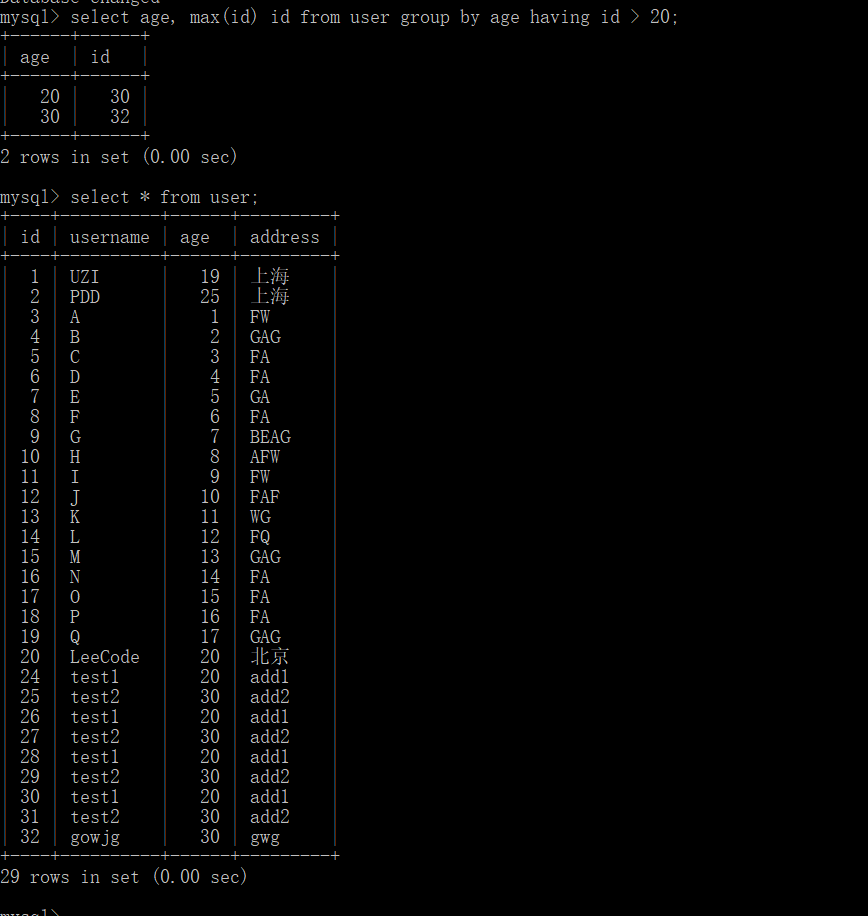 Database changed
mysql> select age, max(id) id from user group by age having id > 20;
+------+------+
| age  | id   |
+------+------+
|   20 |   30 |
|   30 |   32 |
+------+------+
2 rows in set (0.00 sec)
mysql> select * from user;
+----+----------+------+---------+
| id | username | age  | address |
+----+----------+------+---------+
|  1 | UZI      |   19 | 上海    |
|  2 | PDD      |   25 | 上海    |
|  3 | A        |    1 | FW      |
|  4 | B        |    2 | GAG     |
|  5 | C        |    3 | FA      |
|  6 | D        |    4 | FA      |
|  7 | E        |    5 | GA      |
|  8 | F        |    6 | FA      |
|  9 | G        |    7 | BEAG    |
| 10 | H        |    8 | AFW     |
| 11 | I        |    9 | FW      |
| 12 | J        |   10 | FAF     |
| 13 | K        |   11 | WG      |
| 14 | L        |   12 | FQ      |
| 15 | M        |   13 | GAG     |
| 16 | N        |   14 | FA      |
| 17 | O        |   15 | FA      |
| 18 | P        |   16 | FA      |
| 19 | Q        |   17 | GAG     |
| 20 | LeeCode  |   20 | 北京    |
| 24 | test1    |   20 | add1    |
| 25 | test2    |   30 | add2    |
| 26 | test1    |   20 | add1    |
| 27 | test2    |   30 | add2    |
| 28 | test1    |   20 | add1    |
| 29 | test2    |   30 | add2    |
| 30 | test1    |   20 | add1    |
| 31 | test2    |   30 | add2    |
| 32 | gowjg    |   30 | gwg     |
+----+----------+------+---------+
29 rows in set (0.00 sec)
mysql>